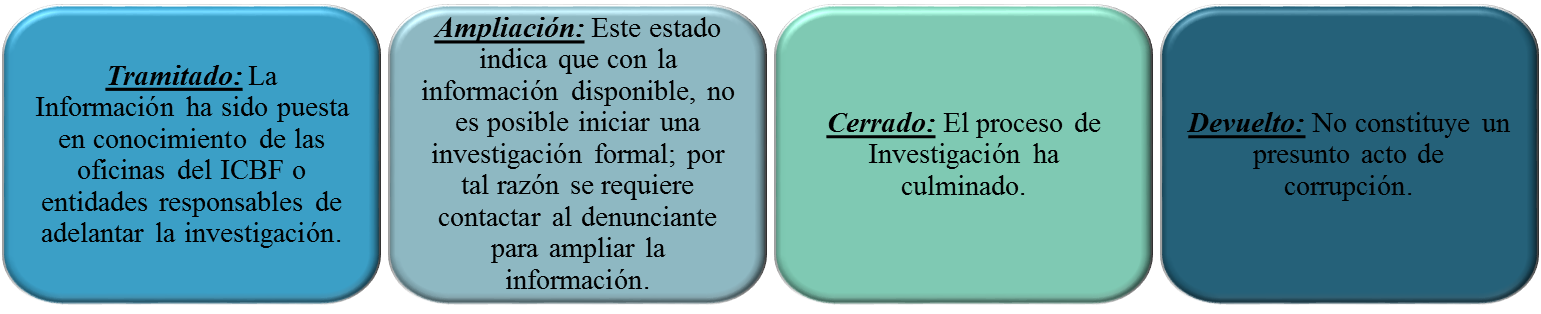 Tramitado: La
Información ha sido puesta
en conocimiento de las
oficinas del ICBF o
entidades responsables de
adelantar la investigación.
Ampliación: Este estado
indica que con la
información disponible, no
es posible iniciar una
investigación formal; por
tal razón se requiere
contactar al denunciante
para ampliar la
información.
Cerrado: El proceso de
Investigación ha
culminado.
Devuelto: No constituye un
presunto acto de
corrupción.